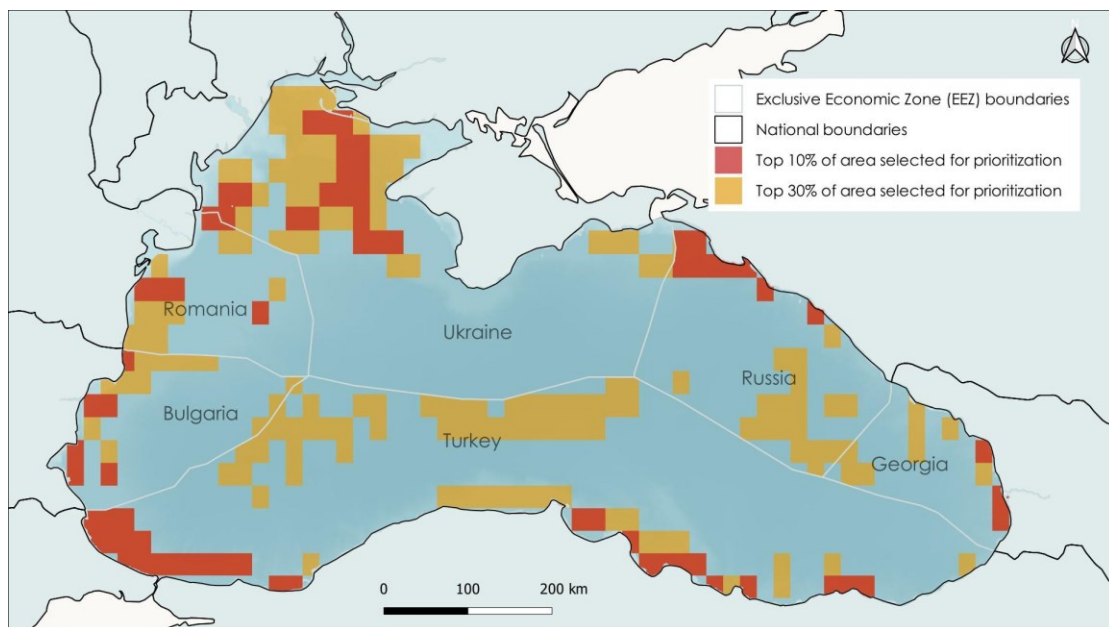 N
Exclusive Economic Zone (EEZ) boundaries
National boundaries
Top 10% of area selected for prioritization
Top 30% of area selected for prioritization
Romania
Ukraine
Russia
Bulgaria
Turkey
Georgia
0 100 200 km